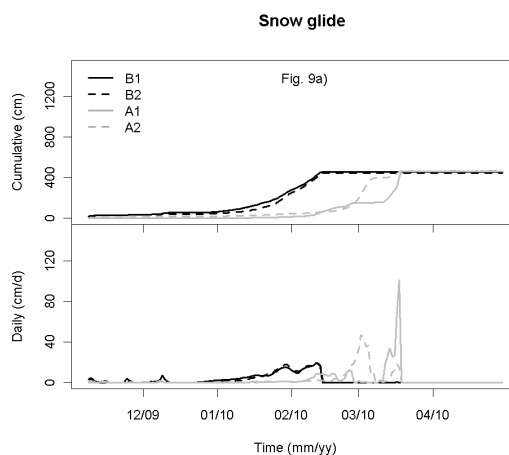 Snow glide
Fig. 9a)
B1
B2
A1
A2
Cumulative (cm)
1200
800
400
0
Daily (cm/d)
120
80
40
0
12/09 01/10 02/10 03/10 04/10
Time (mm/yy)